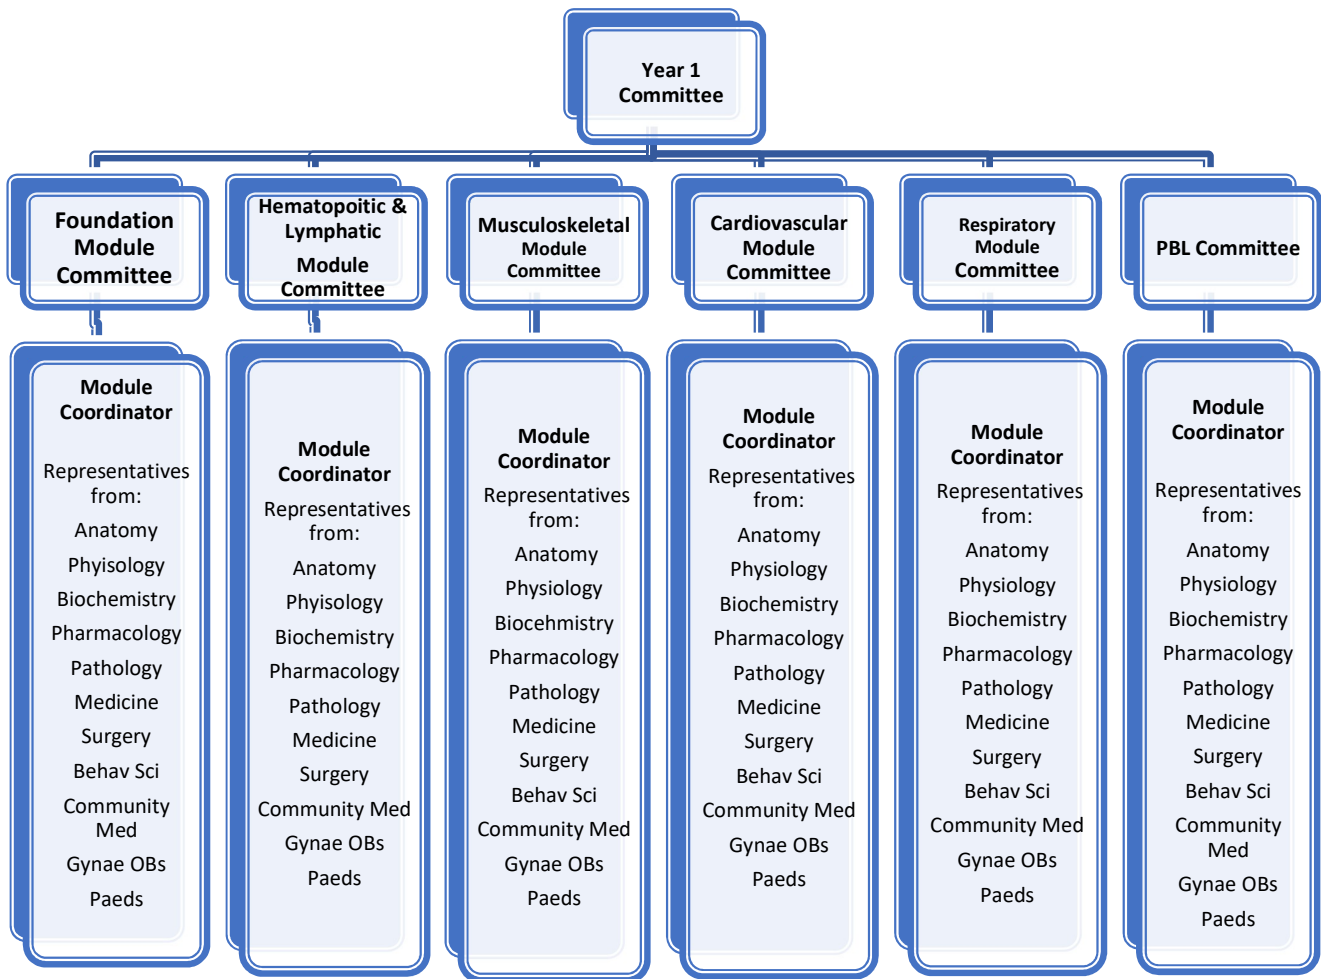 Year 1
Committee
Foundation
Module
Committee
Hematopoitic &
Lymphatic
Module
Committee
Musculoskeletal
Module
Committee
Cardiovascular
Module
Committee
Respiratory
Module
Committee
PBL Committee
Module
Coordinator
Representatives
from:
Anatomy
Phyisology
Biochemistry
Pharmacology
Pathology
Medicine
Surgery
Behav Sci
Community
Med
Gynae OBs
Paeds
Module
Coordinator
Representatives
from:
Anatomy
Phyisology
Biochemistry
Pharmacology
Pathology
Medicine
Surgery
Community Med
Gynae OBs
Paeds
Module
Coordinator
Representatives
from:
Anatomy
Physiology
Biocehmistry
Pharmacology
Pathology
Medicine
Surgery
Behav Sci
Community Med
Gynae OBs
Paeds
Module
Coordinator
Representatives
from:
Anatomy
Physiology
Biochemistry
Pharmacology
Pathology
Medicine
Surgery
Behav Sci
Community Med
Gynae OBs
Paeds
Module
Coordinator
Representatives
from:
Anatomy
Physiology
Biochemistry
Pharmacology
Pathology
Medicine
Surgery
Behav Sci
Community Med
Gynae OBs
Paeds
Module
Coordinator
Representatives
from:
Anatomy
Physiology
Biochemistry
Pharmacology
Pathology
Medicine
Surgery
Behav Sci
Community
Med
Gynae OBs
Paeds